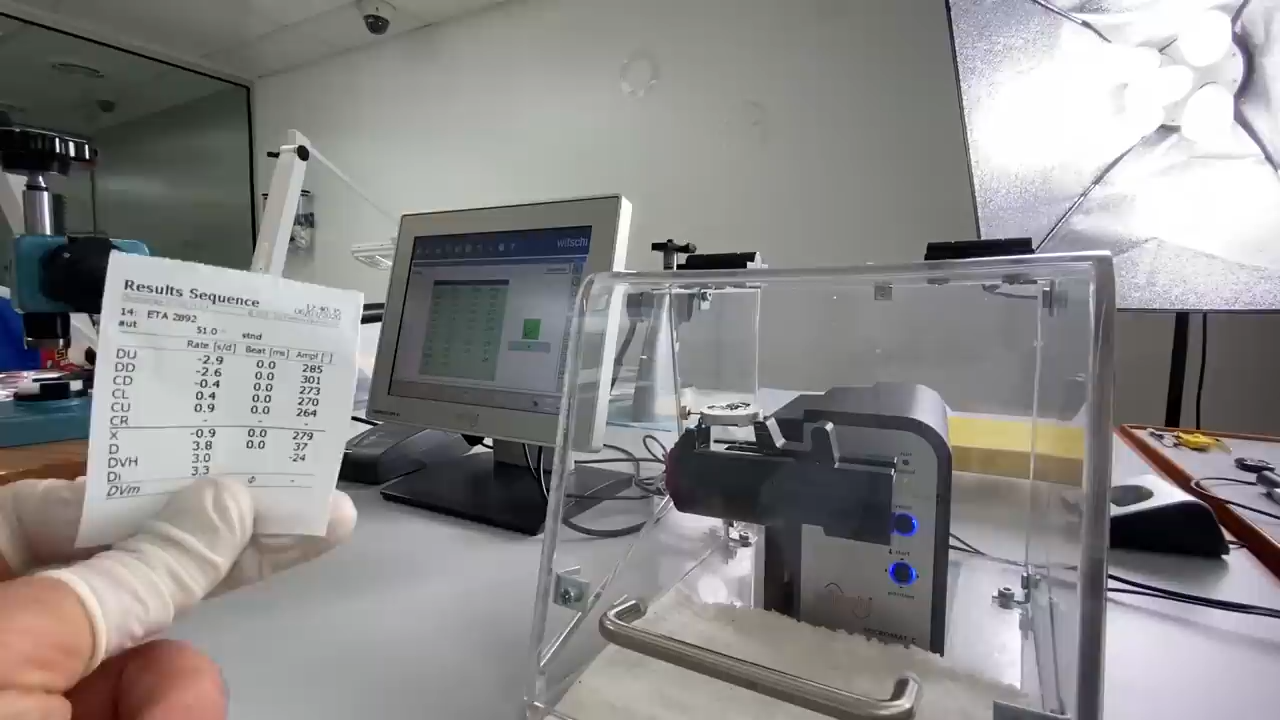 Results Sequence
14: ETA 2892
aut 51.0 ° stnd
Rate [s/d] Beat [ms] Ampl [°]
DU -2.9 0.0 285
DD -2.6 0.0 301
CD -0.4 0.0 273
CL 0.4 0.0 270
CU 0.9 0.0 264
CR - - -
X -0.9 0.0 279
D 3.8 0.0 37
DVH 3.0 -24
Di 3.3
DVm - Φ -
witschi
start